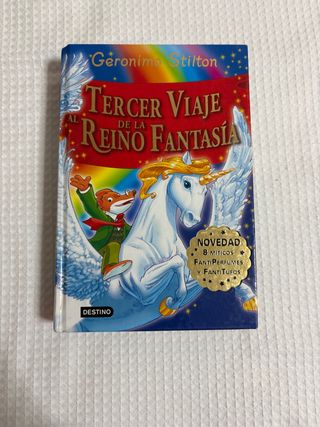 Geronimo Stilton
TERCER VIAJE
AL
DE LA
REINO FANTASÍA
NOVEDAD
8 MÍTICOS
FANTIPERFUMES
Y FANTITUFOS
DESTINO